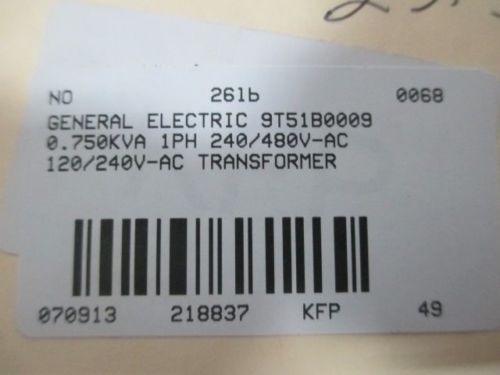 NO 261b 0068
GENERAL ELECTRIC 9T51B0009
0.750KVA 1PH 240/480V-AC
120/240V-AC TRANSFORMER
070913 218837 KFP 49